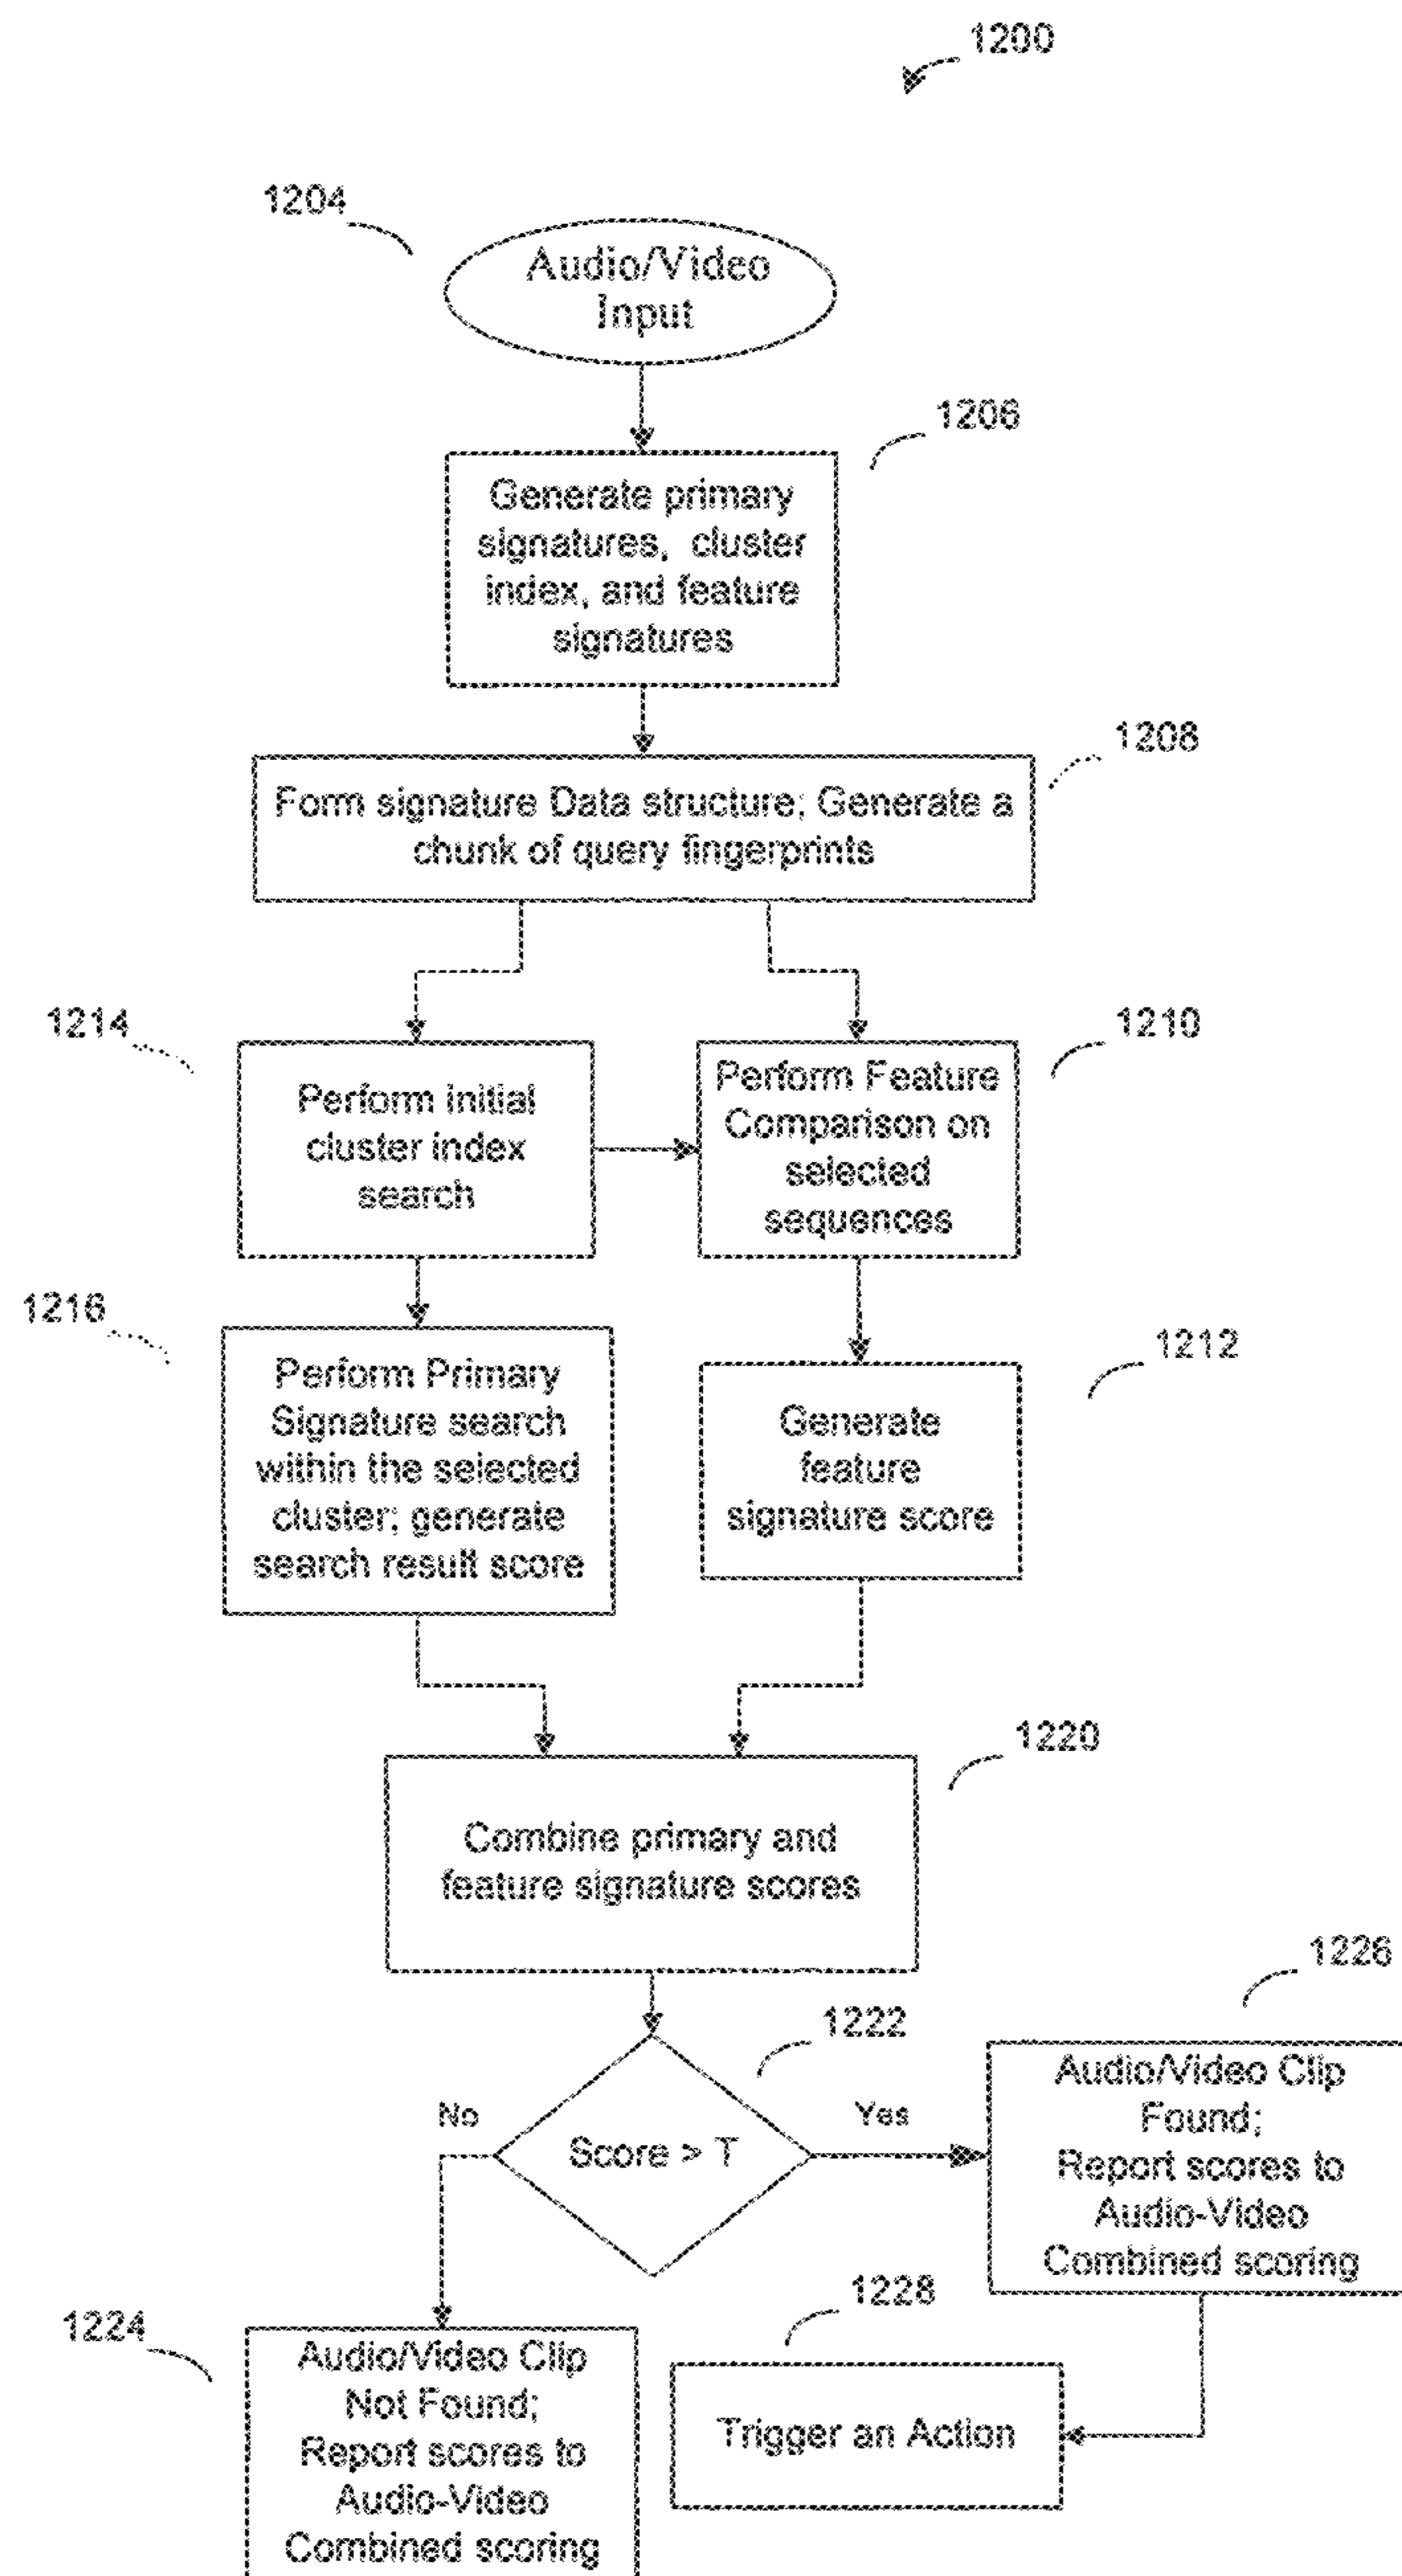 1200
1204
Audio/Video
Input
1206
Generate primary
signatures, cluster
index, and feature
signatures
1208
Form signature Data structure; Generate a
chunk of query fingerprints
1214
Perform initial
cluster index
search
1210
Perform Feature
Comparison on
selected
sequences
1216
Perform Primary
Signature search
within the selected
cluster; generate
search result score
1212
Generate
feature
signature score
1220
Combine primary and
feature signature scores
1222
Score > T
No
Yes
1226
Audio/Video Clip
Found;
Report scores to
Audio-Video
Combined scoring
1224
Audio/Video Clip
Not Found;
Report scores to
Audio-Video
Combined scoring
1228
Trigger an Action